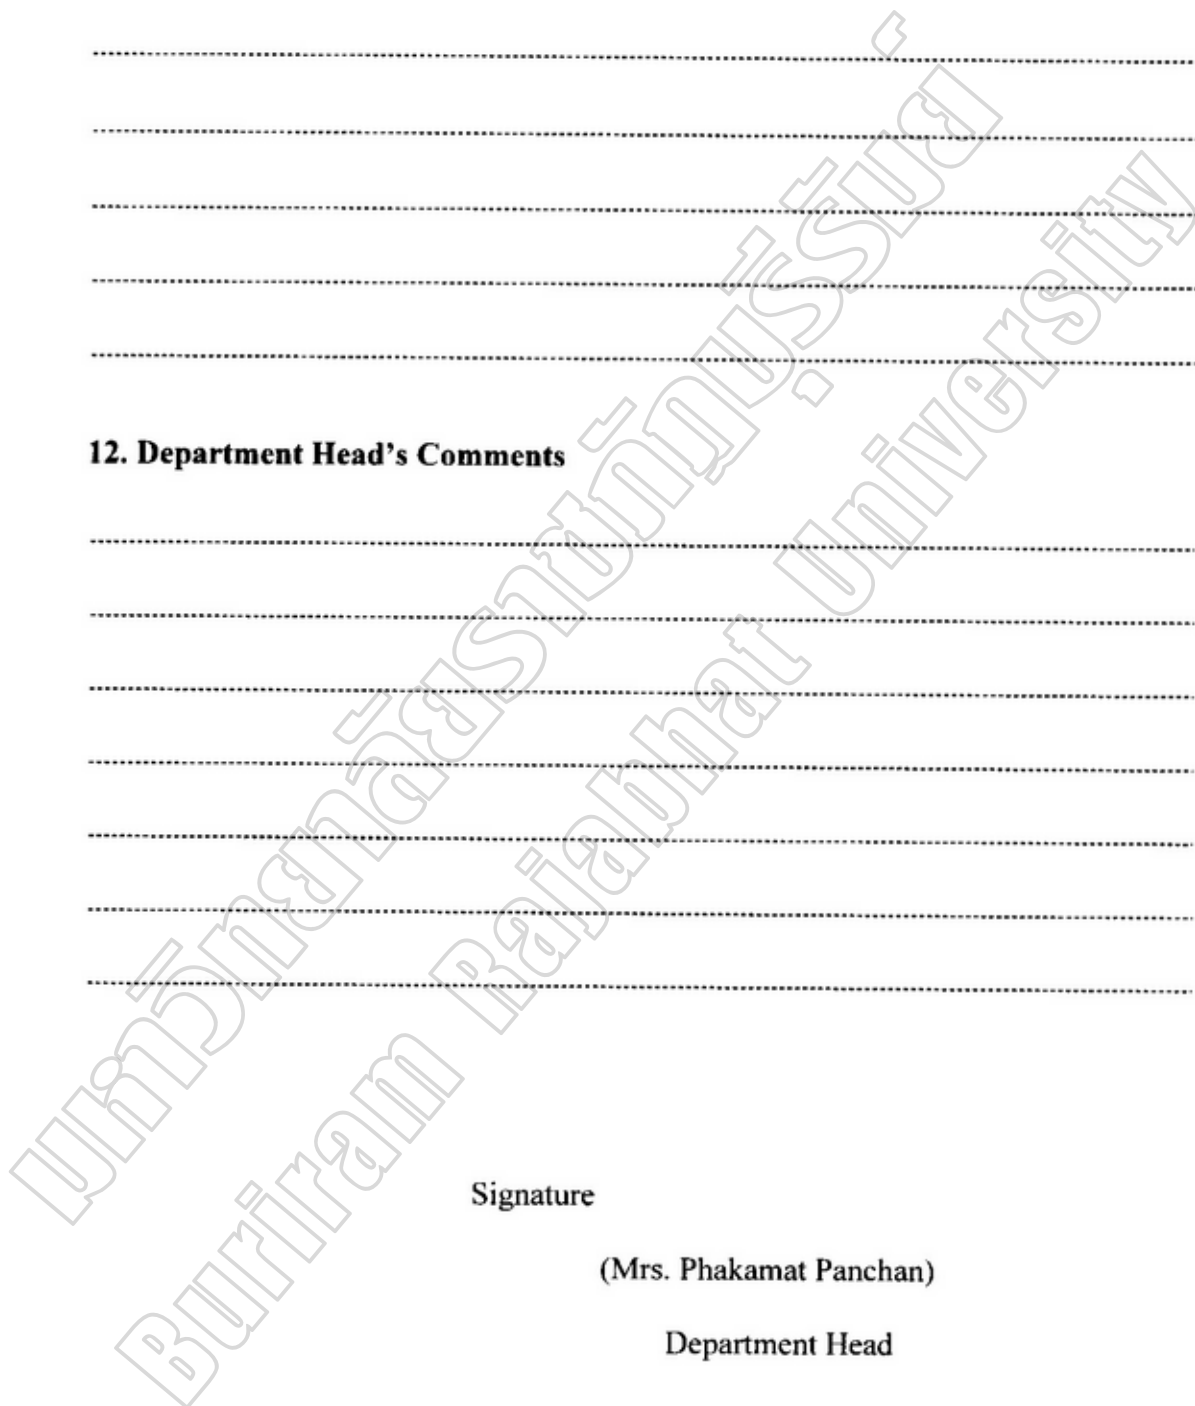 12. Department Head's Comments
Signature
(Mrs. Phakamat Panchan)
Department Head
มหาวิทยาลัยราชภัฏบุรีรัมย์
Buriram Rajabhat University